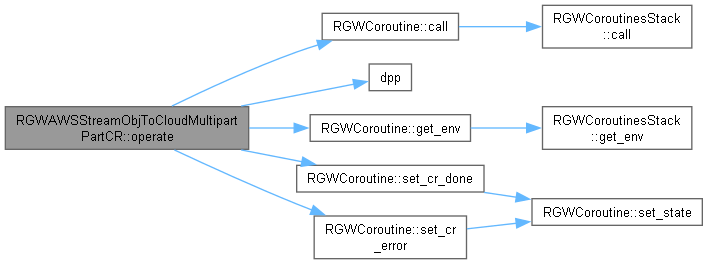 RGWCoroutine::call
RGWCoroutinesStack
::call
dpp
RGWAWSStreamObjToCloudMultipart
PartCR::operate
RGWCoroutine::get_env
RGWCoroutinesStack
::get_env
RGWCoroutine::set_cr_done
RGWCoroutine::set_state
RGWCoroutine::set_cr
_error